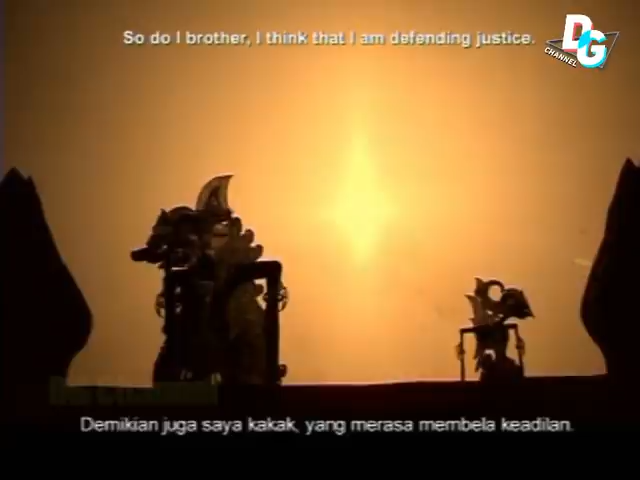 So do I brother, I think that I am defending justice.
DG
CHANNEL
Demikian juga saya kakak, yang merasa membela keadilan.